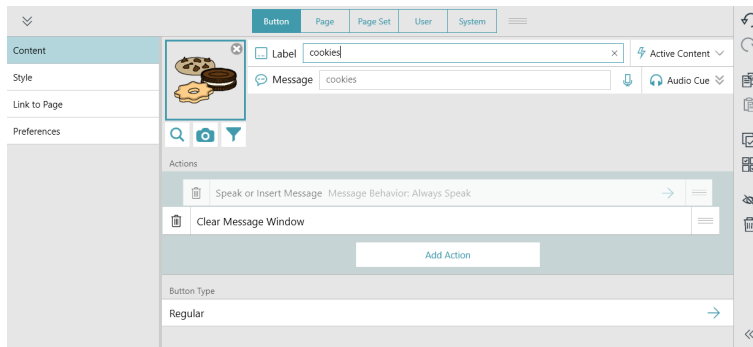 Button Page Page Set User System
Content
Style
Link to Page
Preferences
Label cookies Active Content
Message cookies Audio Cue
Actions
Speak or Insert Message Message Behavior: Always Speak
Clear Message Window
Add Action
Button Type
Regular